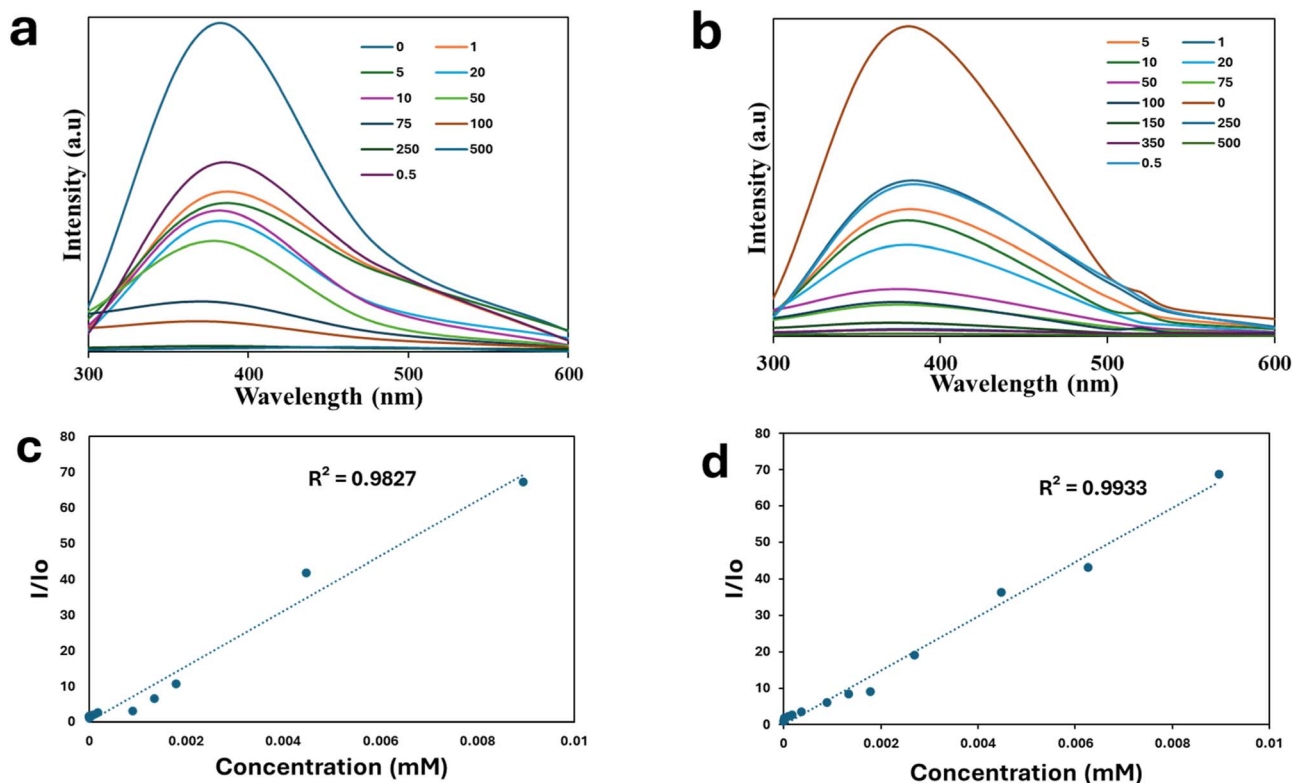 a
Intensity (a.u)
0 1
5 20
10 50
75 100
250 500
0.5
300 400 500 600
Wavelength (nm)
b
Intensity (a.u)
5 1
10 20
50 75
100 0
150 250
350 500
0.5
300 400 500 600
Wavelength (nm)
c
I/Io
80
70
60
50
40
30
20
10
0
R² = 0.9827
0 0.002 0.004 0.006 0.008 0.01
Concentration (mM)
d
I/Io
80
70
60
50
40
30
20
10
0
R² = 0.9933
0 0.002 0.004 0.006 0.008 0.01
Concentration (mM)